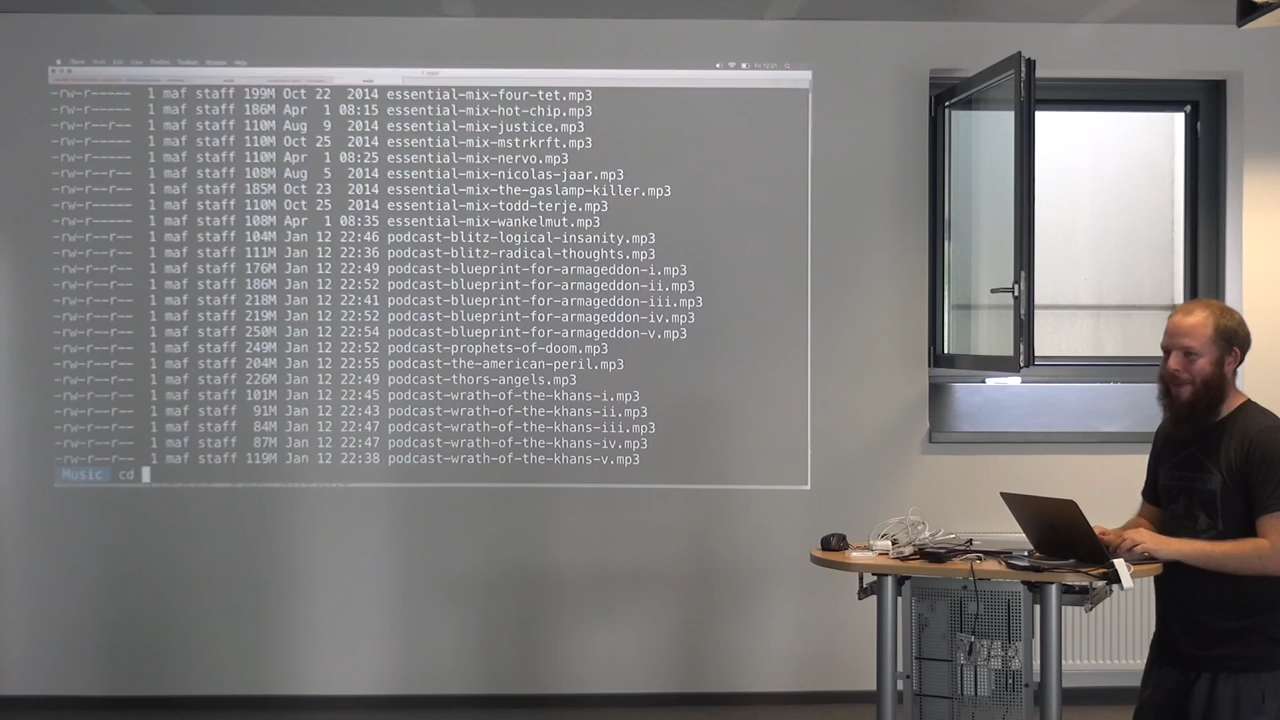 -rw-r----- 1 maf staff 199M Oct 22 2014 essential-mix-four-tet.mp3
-rw-r----- 1 maf staff 186M Apr 1 08:15 essential-mix-hot-chip.mp3
-rw-r--r-- 1 maf staff 110M Aug 9 2014 essential-mix-justice.mp3
-rw-r----- 1 maf staff 110M Oct 25 2014 essential-mix-mstrkrft.mp3
-rw-r----- 1 maf staff 110M Apr 1 08:25 essential-mix-nervo.mp3
-rw-r--r-- 1 maf staff 108M Aug 5 2014 essential-mix-nicolas-jaar.mp3
-rw-r--r-- 1 maf staff 185M Oct 23 2014 essential-mix-the-gaslamp-killer.mp3
-rw-r----- 1 maf staff 110M Oct 25 2014 essential-mix-todd-terje.mp3
-rw-r----- 1 maf staff 108M Apr 1 08:35 essential-mix-wankelmut.mp3
-rw-r--r-- 1 maf staff 104M Jan 12 22:46 podcast-blitz-logical-insanity.mp3
-rw-r--r-- 1 maf staff 111M Jan 12 22:36 podcast-blitz-radical-thoughts.mp3
-rw-r--r-- 1 maf staff 176M Jan 12 22:49 podcast-blueprint-for-armageddon-i.mp3
-rw-r--r-- 1 maf staff 186M Jan 12 22:52 podcast-blueprint-for-armageddon-ii.mp3
-rw-r--r-- 1 maf staff 218M Jan 12 22:41 podcast-blueprint-for-armageddon-iii.mp3
-rw-r--r-- 1 maf staff 219M Jan 12 22:52 podcast-blueprint-for-armageddon-iv.mp3
-rw-r--r-- 1 maf staff 250M Jan 12 22:54 podcast-blueprint-for-armageddon-v.mp3
-rw-r--r-- 1 maf staff 249M Jan 12 22:52 podcast-prophets-of-doom.mp3
-rw-r--r-- 1 maf staff 204M Jan 12 22:55 podcast-the-american-peril.mp3
-rw-r--r-- 1 maf staff 226M Jan 12 22:49 podcast-thors-angels.mp3
-rw-r--r-- 1 maf staff 101M Jan 12 22:45 podcast-wrath-of-the-khans-i.mp3
-rw-r--r-- 1 maf staff 91M Jan 12 22:43 podcast-wrath-of-the-khans-ii.mp3
-rw-r--r-- 1 maf staff 84M Jan 12 22:47 podcast-wrath-of-the-khans-iii.mp3
-rw-r--r-- 1 maf staff 87M Jan 12 22:47 podcast-wrath-of-the-khans-iv.mp3
-rw-r--r-- 1 maf staff 119M Jan 12 22:38 podcast-wrath-of-the-khans-v.mp3
Music cd